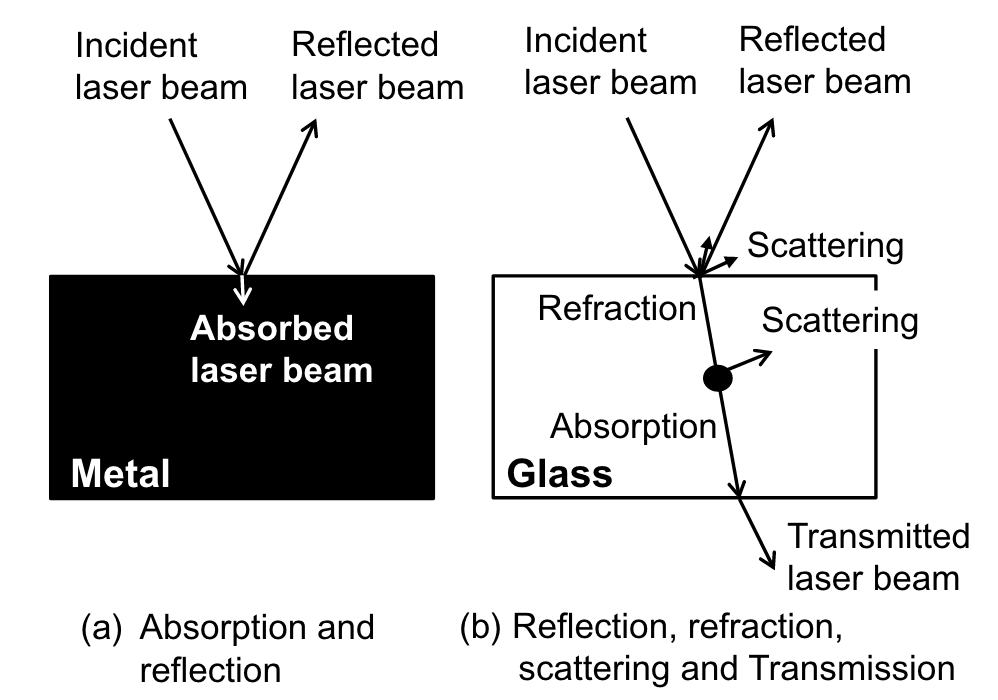 Incident
laser beam
Reflected
laser beam
Absorbed
laser beam
Metal
(a) Absorption and
reflection
Incident
laser beam
Reflected
laser beam
Scattering
Refraction
Scattering
Absorption
Glass
Transmitted
laser beam
(b) Reflection, refraction,
scattering and Transmission